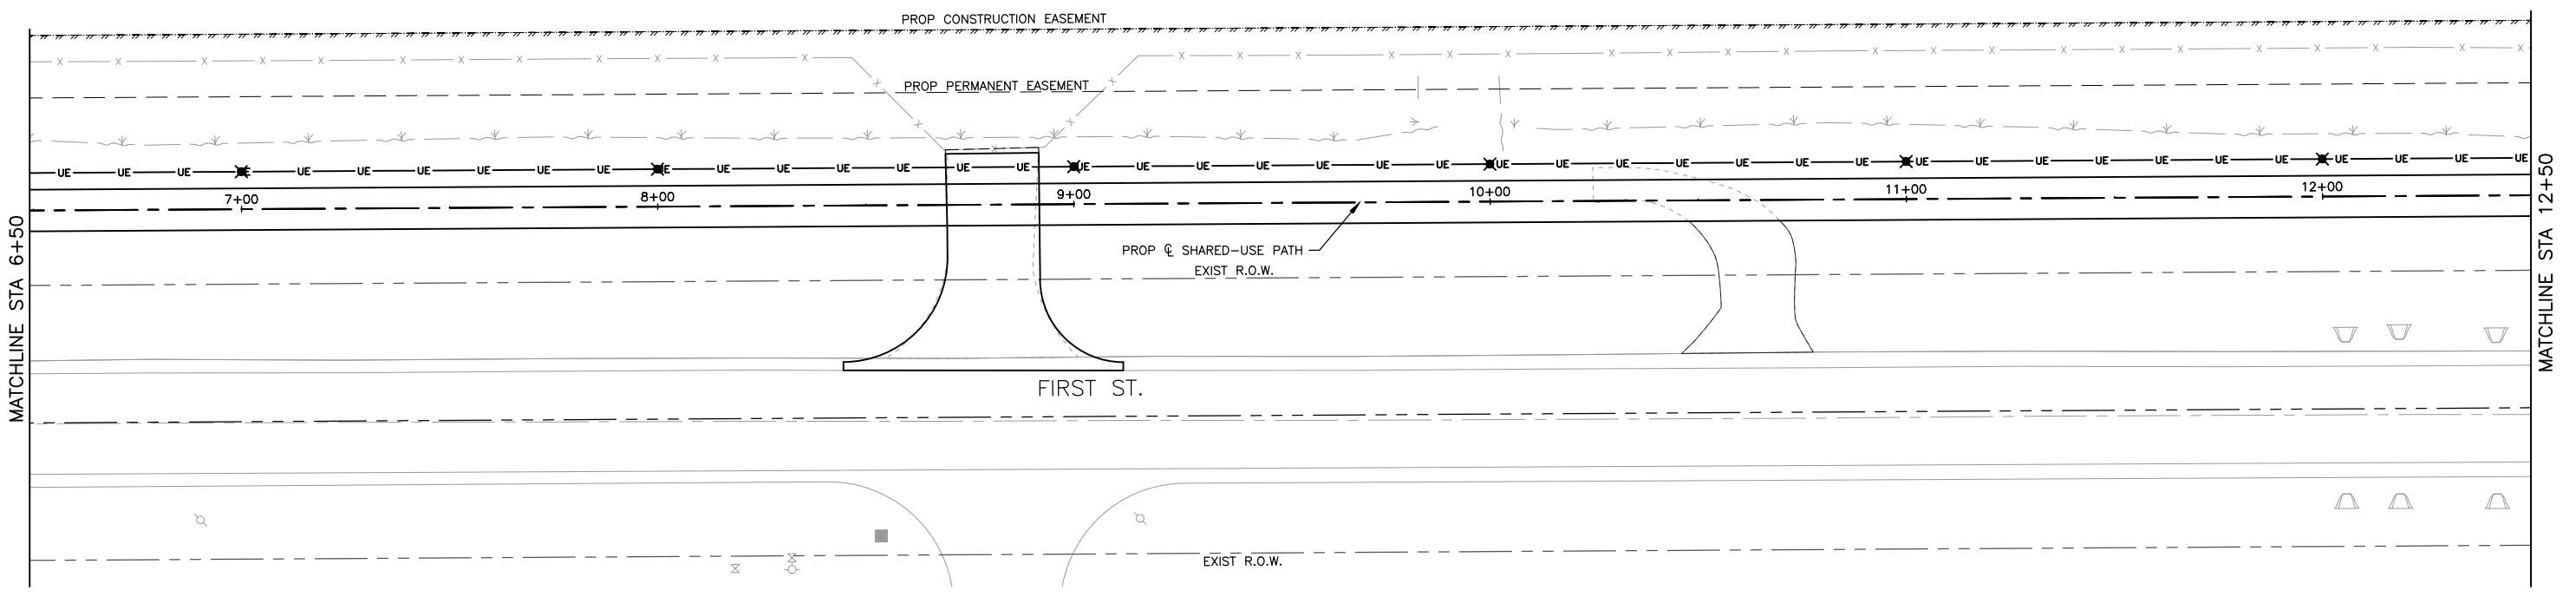 PROP CONSTRUCTION EASEMENT
PROP PERMANENT EASEMENT
UE UE UE UE UE UE UE UE UE UE UE UE UE UE UE UE UE UE UE UE UE UE UE UE UE UE UE UE UE UE UE UE UE UE UE UE UE UE UE UE UE UE
7+00 8+00 9+00 10+00 11+00 12+00
PROP ℄ SHARED-USE PATH
EXIST R.O.W.
MATCHLINE STA 6+50
MATCHLINE STA 12+50
FIRST ST.
EXIST R.O.W.